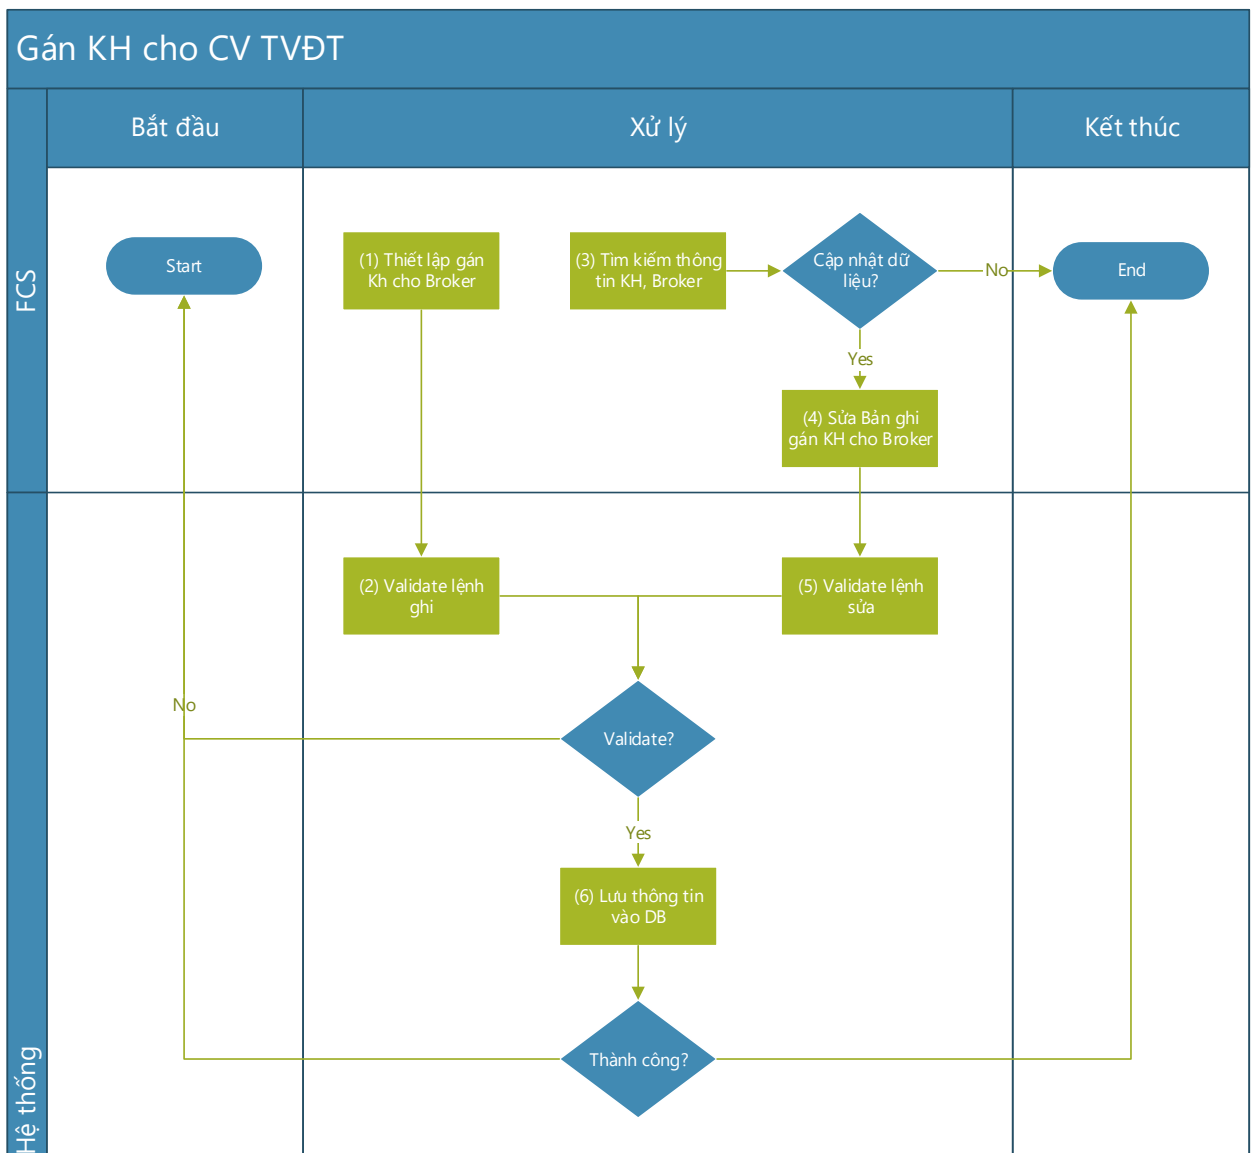 Gán KH cho CV TVĐT
Bắt đầu
Xử lý
Kết thúc
FCS
Start
(1) Thiết lập gán
Kh cho Broker
(3) Tìm kiếm thông
tin KH, Broker
Cập nhật dữ
liệu?
No
End
Yes
(4) Sửa Bản ghi
gán KH cho Broker
Hệ thống
(2) Validate lệnh
ghi
(5) Validate lệnh
sửa
No
Validate?
Yes
(6) Lưu thông tin
vào DB
Thành công?